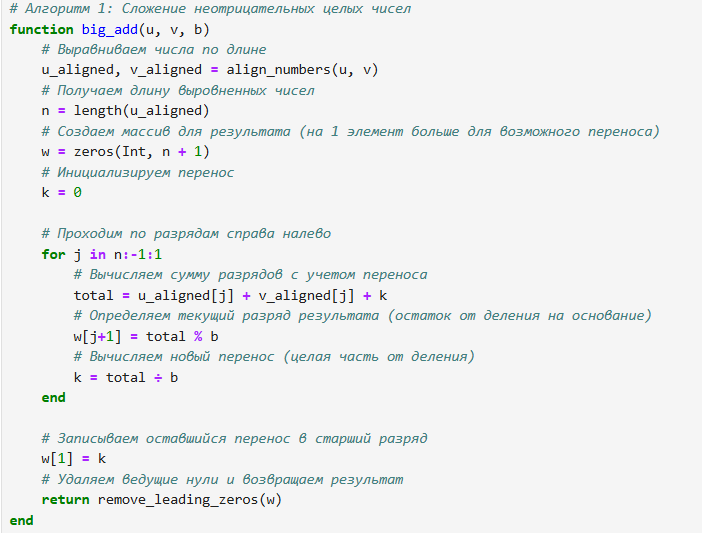 # Алгоритм 1: Сложение неотрицательных целых чисел
function big_add(u, v, b)
    # Выравниваем числа по длине
    u_aligned, v_aligned = align_numbers(u, v)
    # Получаем длину выровненных чисел
    n = length(u_aligned)
    # Создаем массив для результата (на 1 элемент больше для возможного переноса)
    w = zeros(Int, n + 1)
    # Инициализируем перенос
    k = 0

    # Проходим по разрядам справа налево
    for j in n:-1:1
        # Вычисляем сумму разрядов с учетом переноса
        total = u_aligned[j] + v_aligned[j] + k
        # Определяем текущий разряд результата (остаток от деления на основание)
        w[j+1] = total % b
        # Вычисляем новый перенос (целая часть от деления)
        k = total ÷ b
    end

    # Записываем оставшийся перенос в старший разряд
    w[1] = k
    # Удаляем ведущие нули и возвращаем результат
    return remove_leading_zeros(w)
end